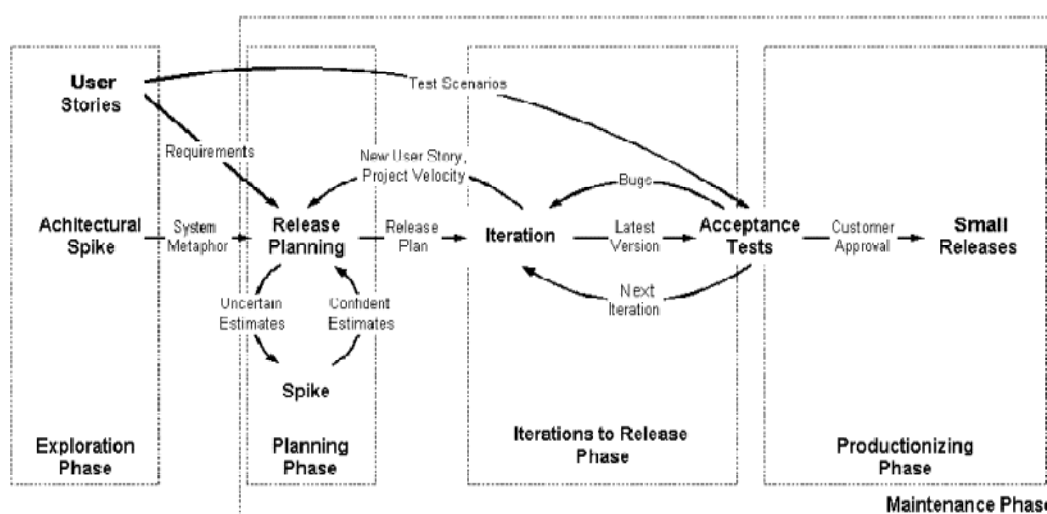 User
Stories
Test Scenarios
Requirements
New User Story,
Project Velocity
Bugs
Achitectural
Spike
System
Metaphor
Release
Planning
Release
Plan
Iteration
Latest
Version
Acceptance
Tests
Customer
Approval
Small
Releases
Uncertain
Estimates
Confident
Estimates
Next
Iteration
Spike
Exploration
Phase
Planning
Phase
Iterations to Release
Phase
Productionizing
Phase
Maintenance Phase